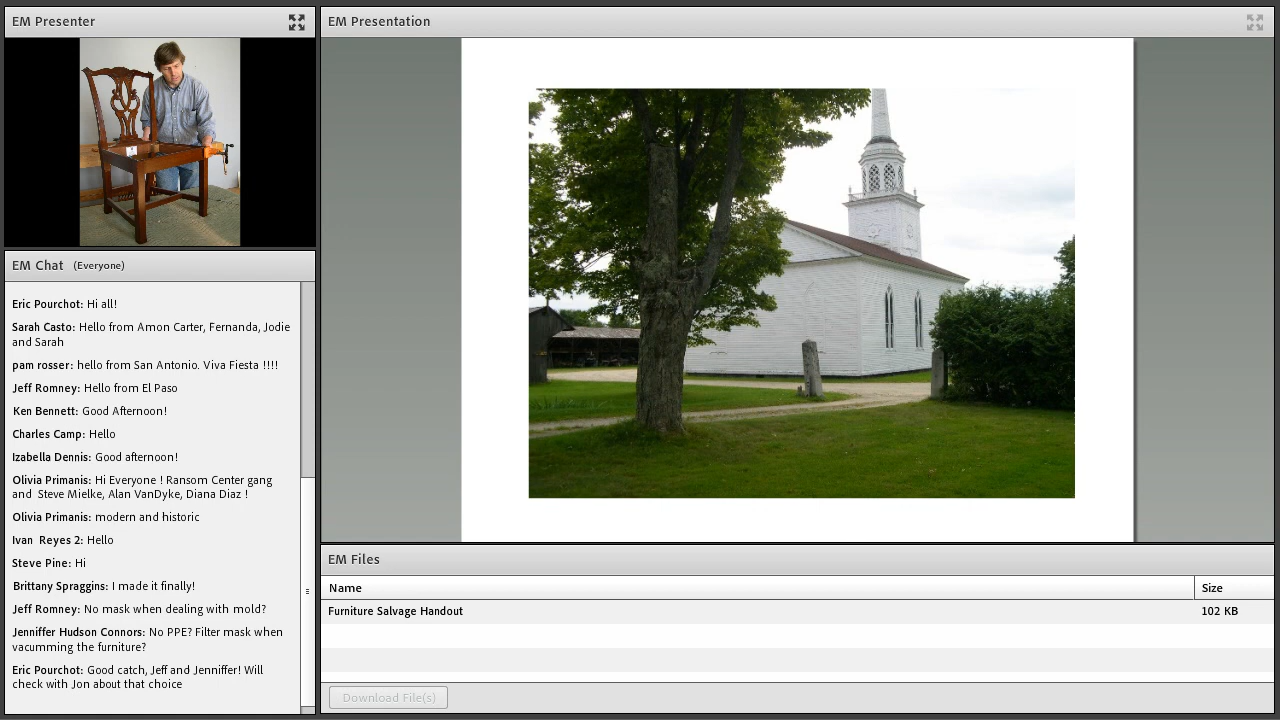 EM Presenter
EM Chat (Everyone)
Eric Pourchot: Hi all!
Sarah Casto: Hello from Amon Carter, Fernanda, Jodie
and Sarah
pam rosser: hello from San Antonio. Viva Fiesta !!!!
Jeff Romney: Hello from El Paso
Ken Bennett: Good Afternoon!
Charles Camp: Hello
Izabella Dennis: Good afternoon!
Olivia Primanis: Hi Everyone ! Ransom Center gang
and Steve Mielke, Alan VanDyke, Diana Diaz !
Olivia Primanis: modern and historic
Ivan Reyes 2: Hello
Steve Pine: Hi
Brittany Spraggins: I made it finally!
Jeff Romney: No mask when dealing with mold?
Jenniffer Hudson Connors: No PPE? Filter mask when
vacumming the furniture?
Eric Pourchot: Good catch, Jeff and Jenniffer! Will
check with Jon about that choice
EM Presentation
EM Files
Name Size
Furniture Salvage Handout 102 KB
Download File(s)